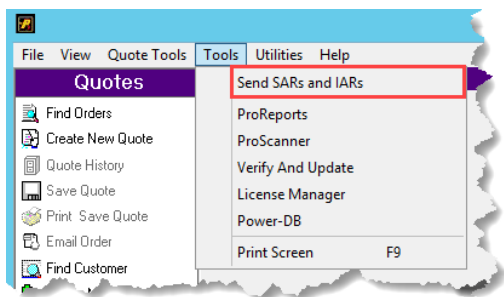 File View Quote Tools Tools Utilities Help
Quotes
Find Orders
Create New Quote
Quote History
Save Quote
Print Save Quote
Email Order
Find Customer
Send SARs and IARs
ProReports
ProScanner
Verify And Update
License Manager
Power-DB
Print Screen F9